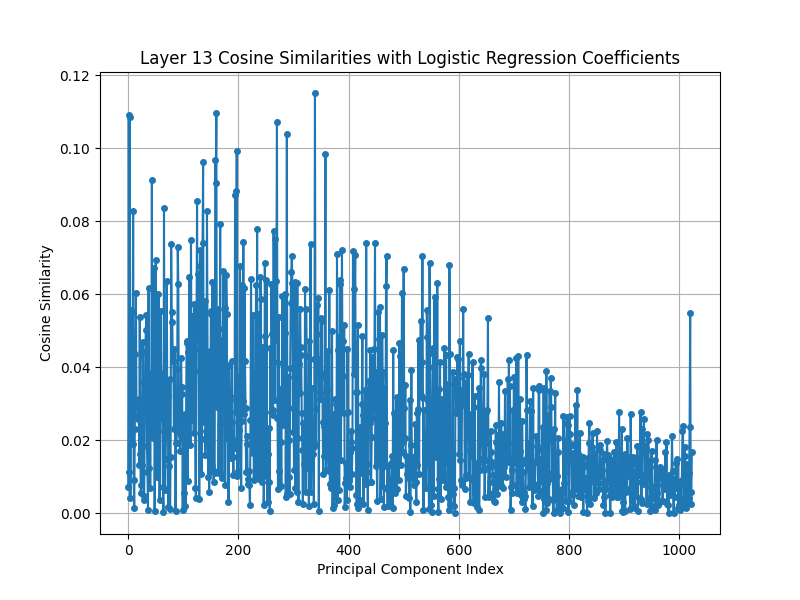 Layer 13 Cosine Similarities with Logistic Regression Coefficients
0.12
0.10
0.08
0.06
0.04
0.02
0.00
Cosine Similarity
0 200 400 600 800 1000
Principal Component Index